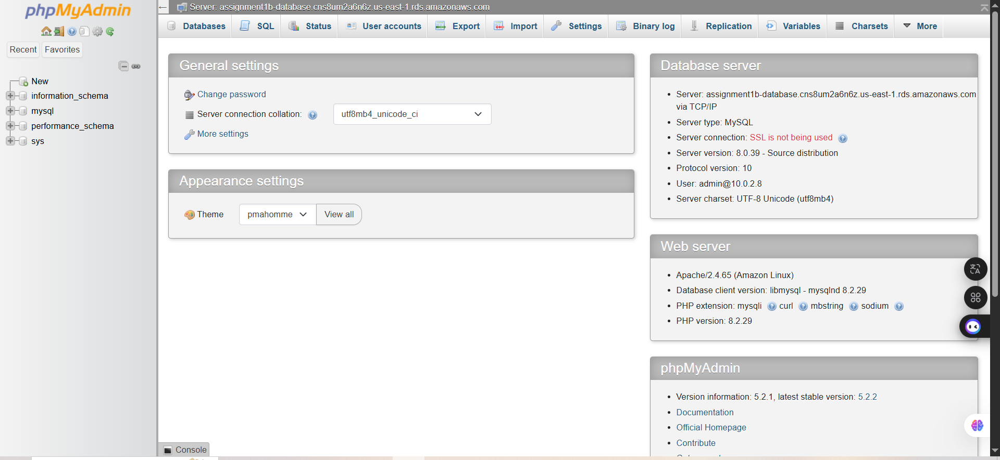 phpMyAdmin
Recent
Favorites
New
information_schema
mysql
performance_schema
sys
Server: assignment1b-database.cns8um2a6n6z.us-east-1.rds.amazonaws.com
Databases
SQL
Status
User accounts
Export
Import
Settings
Binary log
Replication
Variables
Charsets
More
General settings
Change password
Server connection collation:
utf8mb4_unicode_ci
More settings
Appearance settings
Theme
pmahomme
View all
Database server
Server: assignment1b-database.cns8um2a6n6z.us-east-1.rds.amazonaws.com
via TCP/IP
Server type: MySQL
Server connection: SSL is not being used
Server version: 8.0.39 - Source distribution
Protocol version: 10
User: admin@10.0.2.8
Server charset: UTF-8 Unicode (utf8mb4)
Web server
Apache/2.4.65 (Amazon Linux)
Database client version: libmysql - mysqlnd 8.2.29
PHP extension: mysqli curl mbstring sodium
PHP version: 8.2.29
phpMyAdmin
Version information: 5.2.1, latest stable version: 5.2.2
Documentation
Official Homepage
Contribute
Console